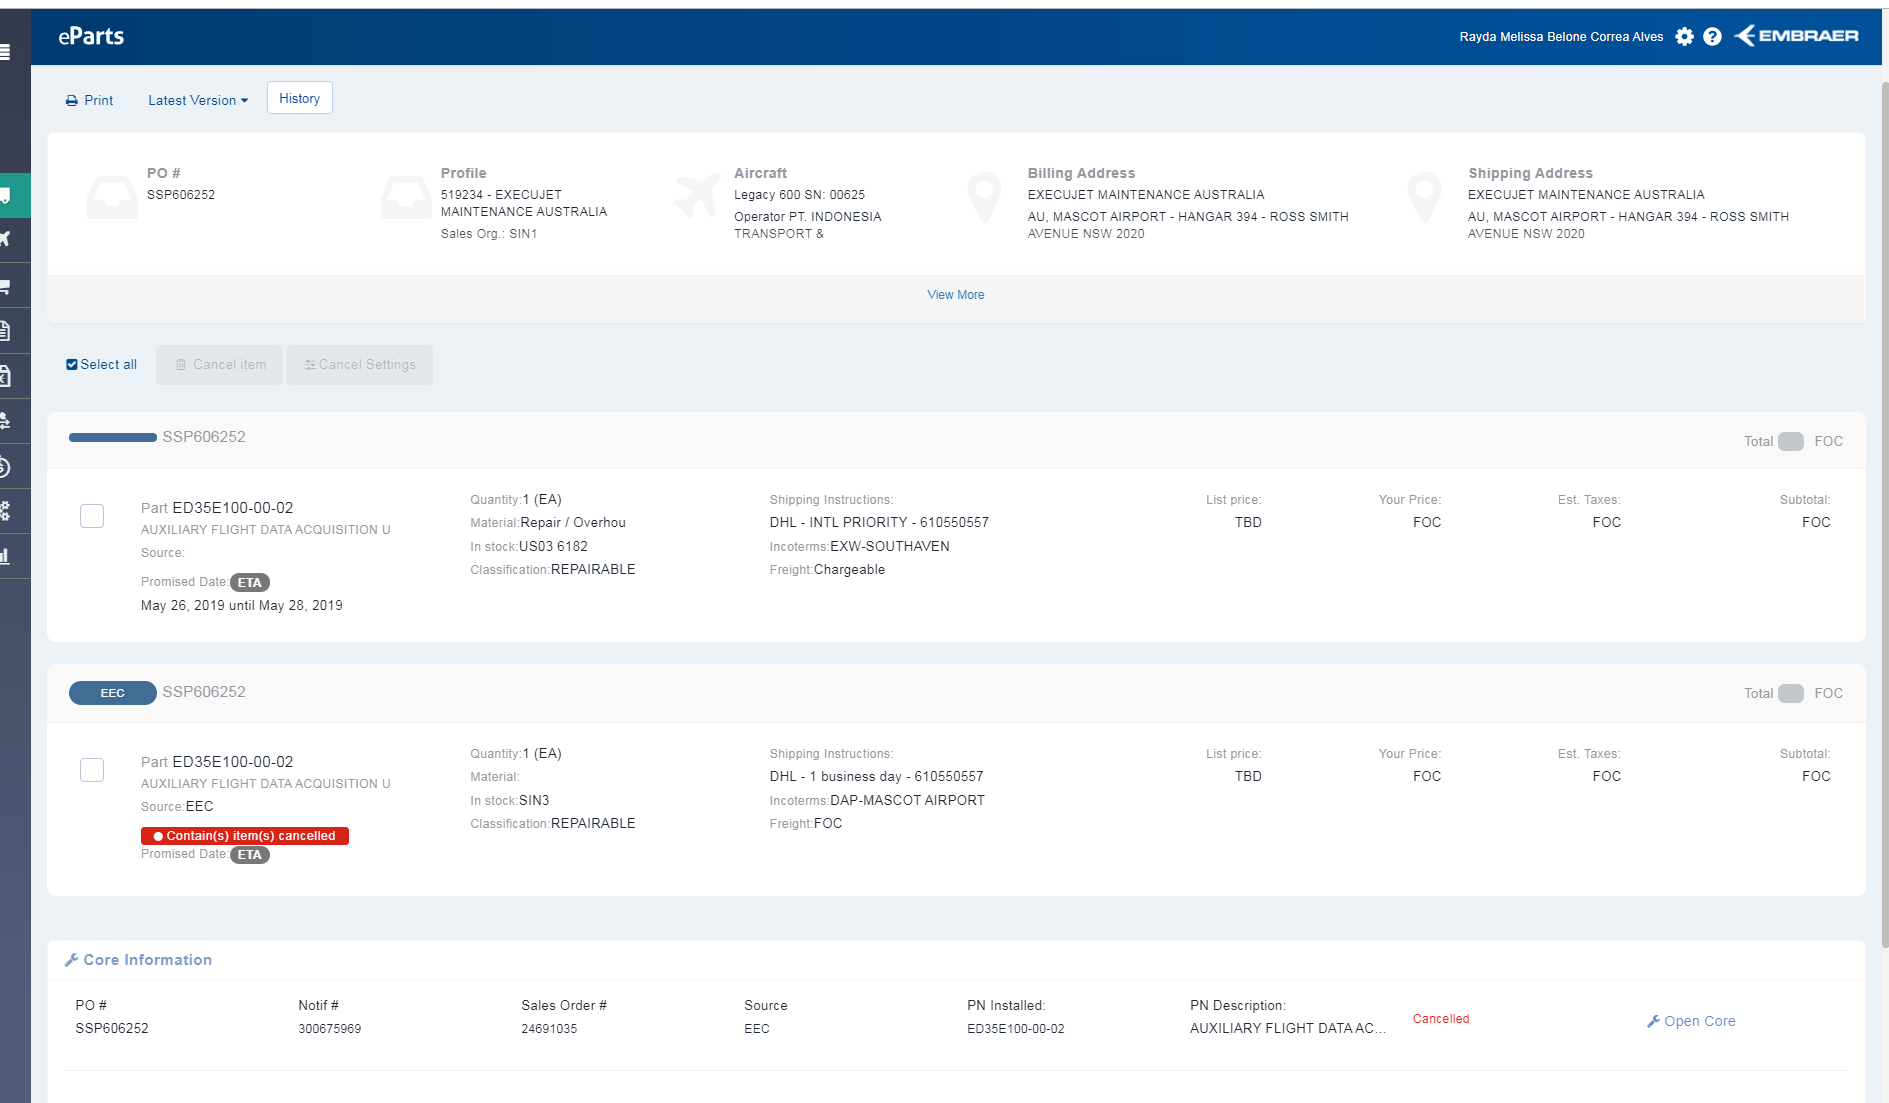 eParts
Rayda Melissa Belone Correa Alves
EMBRAER
Print
Latest Version
History
PO #
SSP606252
Profile
519234 - EXECUJET
MAINTENANCE AUSTRALIA
Sales Org.: SIN1
Aircraft
Legacy 600 SN: 00625
Operator PT. INDONESIA
TRANSPORT &
Billing Address
EXECUJET MAINTENANCE AUSTRALIA
AU, MASCOT AIRPORT - HANGAR 394 - ROSS SMITH
AVENUE NSW 2020
Shipping Address
EXECUJET MAINTENANCE AUSTRALIA
AU, MASCOT AIRPORT - HANGAR 394 - ROSS SMITH
AVENUE NSW 2020
View More
Select all
Cancel item
Cancel Settings
SSP606252
Total FOC
Part ED35E100-00-02
AUXILIARY FLIGHT DATA ACQUISITION U
Source:
Promised Date: ETA
May 26, 2019 until May 28, 2019
Quantity:1 (EA)
Material:Repair / Overhou
In stock:US03 6182
Classification:REPAIRABLE
Shipping Instructions:
DHL - INTL PRIORITY - 610550557
Incoterms:EXW-SOUTHAVEN
Freight:Chargeable
List price:
TBD
Your Price:
FOC
Est. Taxes:
FOC
Subtotal:
FOC
EEC SSP606252
Total FOC
Part ED35E100-00-02
AUXILIARY FLIGHT DATA ACQUISITION U
Source:EEC
Contain(s) item(s) cancelled
Promised Date: ETA
Quantity:1 (EA)
Material:
In stock:SIN3
Classification:REPAIRABLE
Shipping Instructions:
DHL - 1 business day - 610550557
Incoterms:DAP-MASCOT AIRPORT
Freight:FOC
List price:
TBD
Your Price:
FOC
Est. Taxes:
FOC
Subtotal:
FOC
Core Information
PO #
SSP606252
Notif #
300675969
Sales Order #
24691035
Source
EEC
PN Installed:
ED35E100-00-02
PN Description:
AUXILIARY FLIGHT DATA AC...
Cancelled
Open Core